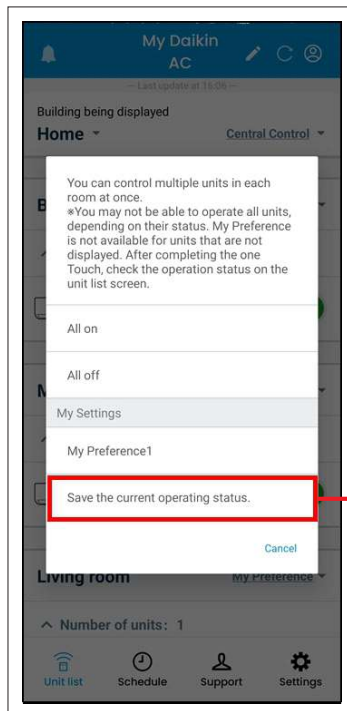 My Daikin
AC
— Last update at 16:06 —
Building being displayed
Home
Central Control
B
You can control multiple units in each
room at once.
※You may not be able to operate all units,
depending on their status. My Preference
is not available for units that are not
displayed. After completing the one
Touch, check the operation status on the
unit list screen.
All on
All off
M
My Settings
My Preference1
Save the current operating status.
Cancel
Living room
My Preference
Number of units: 1
Unit list
Schedule
Support
Settings